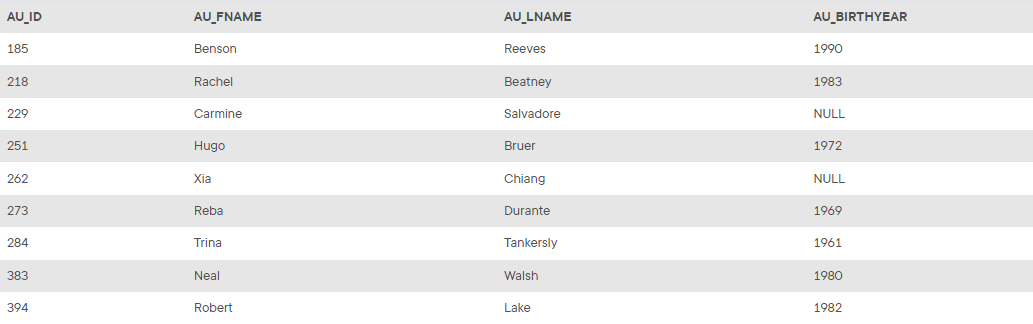 AU_ID AU_FNAME AU_LNAME AU_BIRTHYEAR
185 Benson Reeves 1990
218 Rachel Beatney 1983
229 Carmine Salvadore NULL
251 Hugo Bruer 1972
262 Xia Chiang NULL
273 Reba Durante 1969
284 Trina Tankersly 1961
383 Neal Walsh 1980
394 Robert Lake 1982